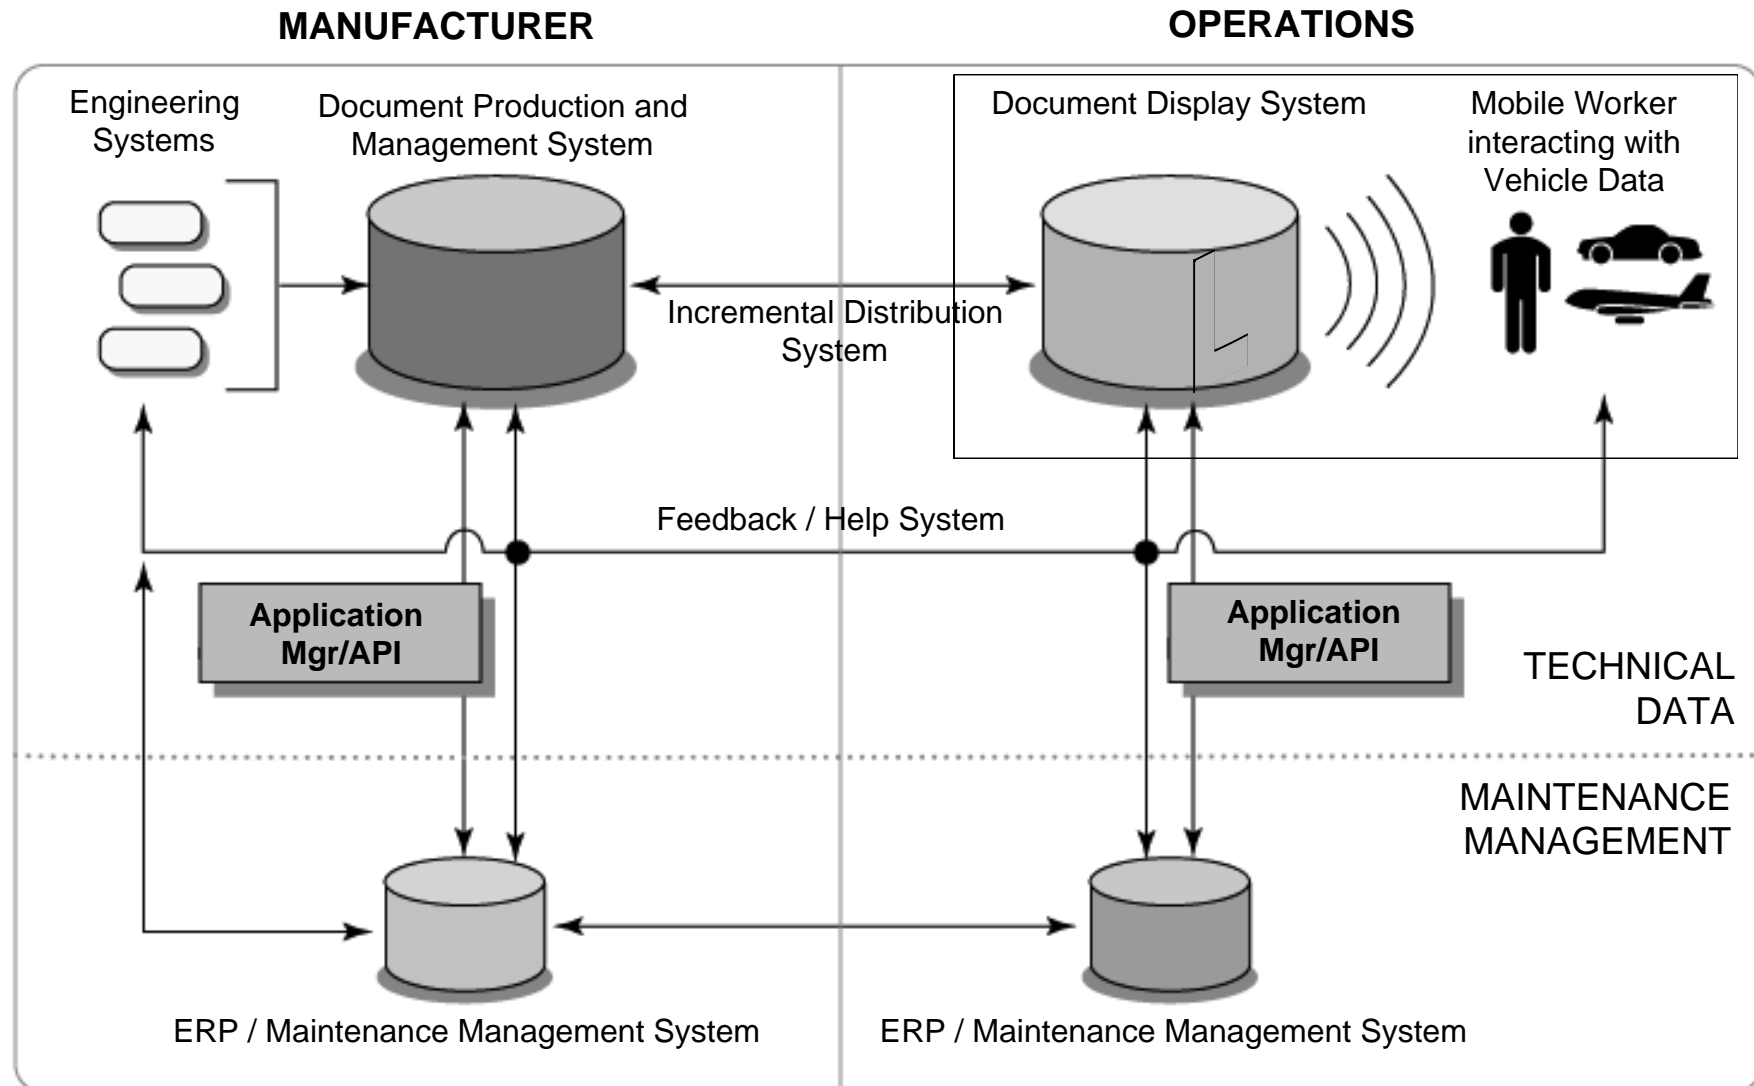 MANUFACTURER
OPERATIONS
Engineering
Systems
Document Production and
Management System
Document Display System
Mobile Worker
interacting with
Vehicle Data
Incremental Distribution
System
Feedback / Help System
Application
Mgr/API
Application
Mgr/API
TECHNICAL
DATA
MAINTENANCE
MANAGEMENT
ERP / Maintenance Management System
ERP / Maintenance Management System